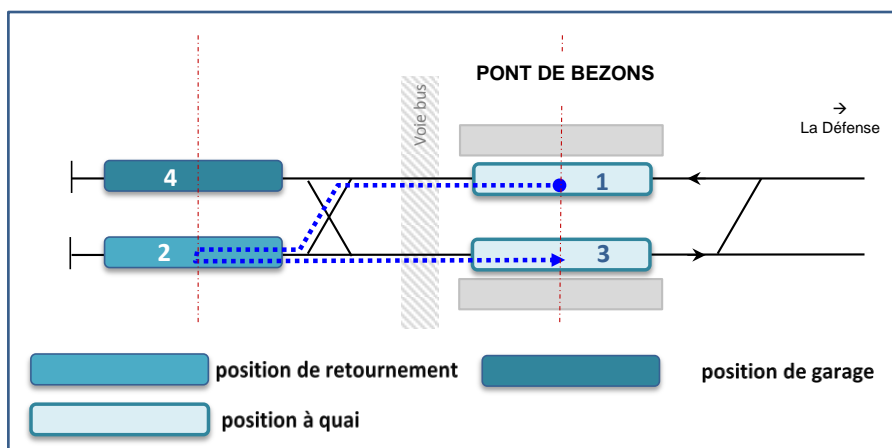 PONT DE BEZONS
→
La Défense
Voie bus
4
1
2
3
position de retournement
position de garage
position à quai